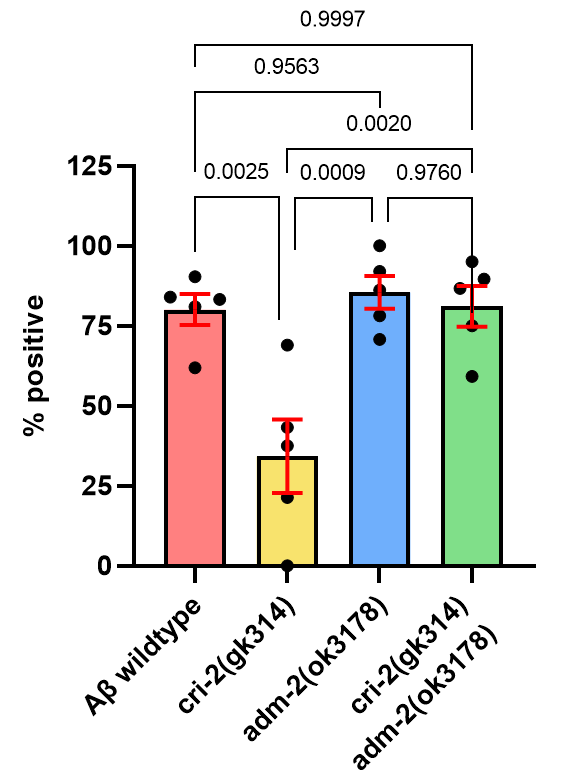 0.9997
0.9563
0.0020
0.0025
0.0009
0.9760
125
100
75
50
25
0
% positive
Aβ wildtype
cri-2(gk314)
adm-2(ok3178)
cri-2(gk314)
adm-2(ok3178)